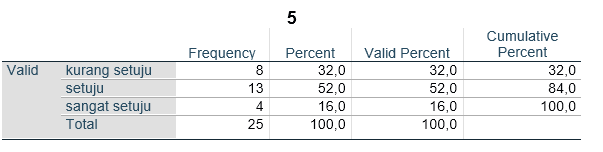 5
Frequency Percent Valid Percent Cumulative Percent
Valid kurang setuju 8 32,0 32,0 32,0
setuju 13 52,0 52,0 84,0
sangat setuju 4 16,0 16,0 100,0
Total 25 100,0 100,0